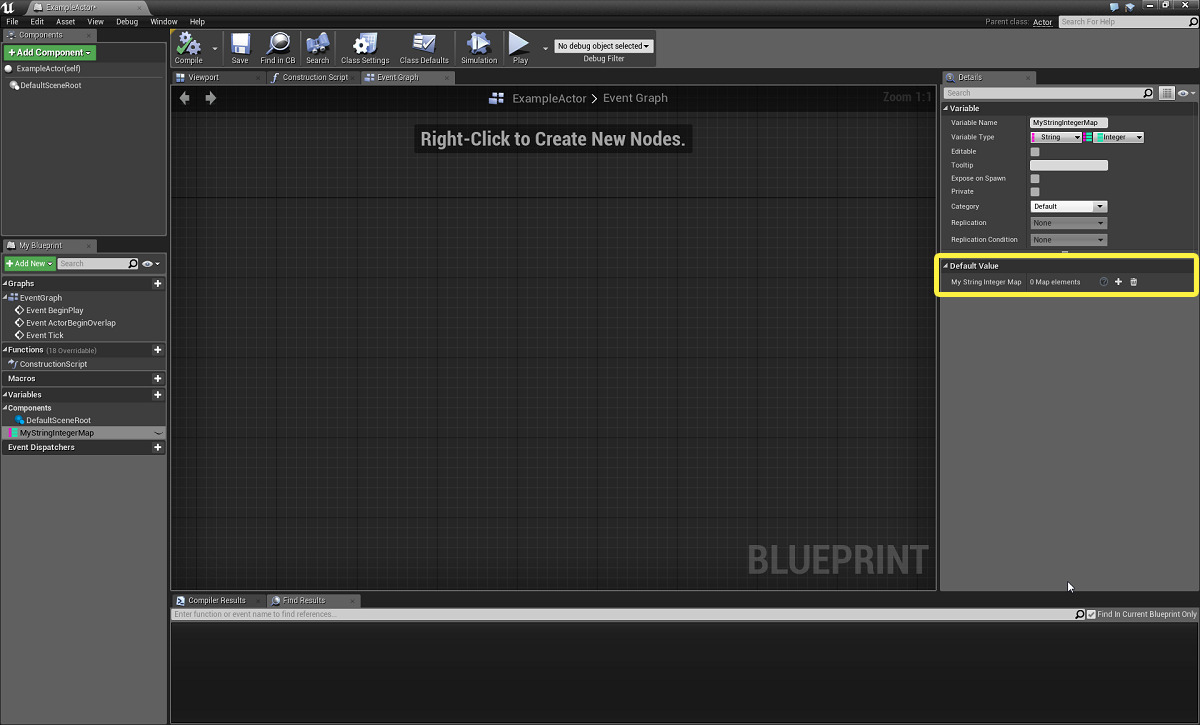 ExampleActor*
File Edit Asset View Debug Window Help
Parent class: Actor Search For Help
Components
+Add Component
ExampleActor(self)
DefaultSceneRoot
My Blueprint
+Add New Search
Graphs
EventGraph
Event BeginPlay
Event ActorBeginOverlap
Event Tick
Functions (18 Overridable)
ConstructionScript
Macros
Variables
Components
DefaultSceneRoot
MyStringIntegerMap
Event Dispatchers
Compile Save Find in CB Search Class Settings Class Defaults Simulation Play
No debug object selected
Debug Filter
Viewport Construction Script Event Graph
ExampleActor > Event Graph Zoom 1:1
Right-Click to Create New Nodes.
BLUEPRINT
Compiler Results Find Results
Enter function or event name to find references...
Find In Current Blueprint Only
Details
Search
Variable
Variable Name MyStringIntegerMap
Variable Type String Integer
Editable
Tooltip
Expose on Spawn
Private
Category Default
Replication None
Replication Condition None
Default Value
My String Integer Map 0 Map elements